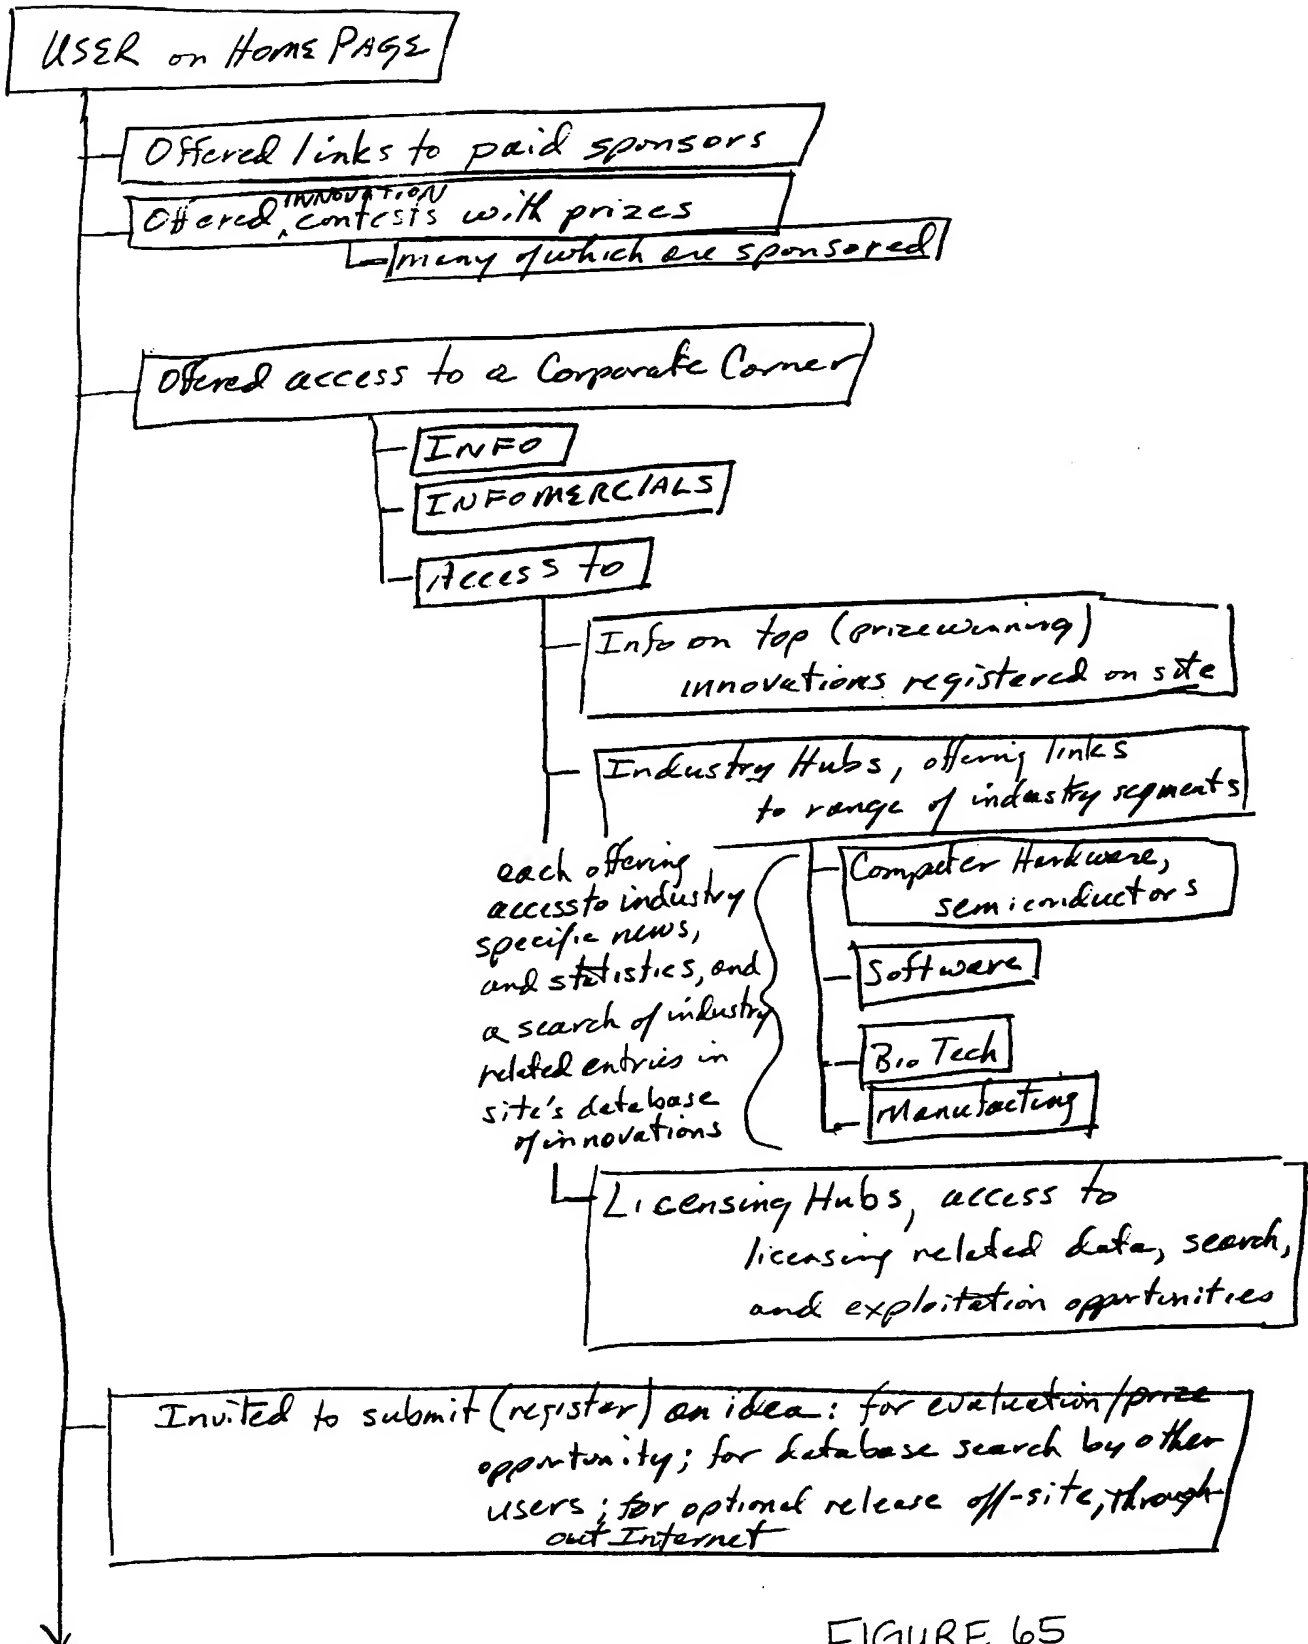 USER on HOME PAGE
Offered links to paid sponsors
INNOVATION
Offered ‸ contests with prizes
many of which are sponsored
Offered access to a Corporate Corner
INFO
INFOMERCIALS
Access to
Info on top (prizewinning)
innovations registered on site
Industry Hubs, offering links
to range of industry segments
each offering
access to industry
specific news,
and statistics, and
a search of industry
related entries in
site's database
of innovations
Computer Hardware,
semiconductors
Software
BioTech
Manufacting
Licensing Hubs, access to
licensing related data, search,
and exploitation opportunities
Invited to submit (register) an idea: for evaluation/prize
opportunity; for database search by other
users; for optional release off-site, through-
out Internet
FIGURE 65